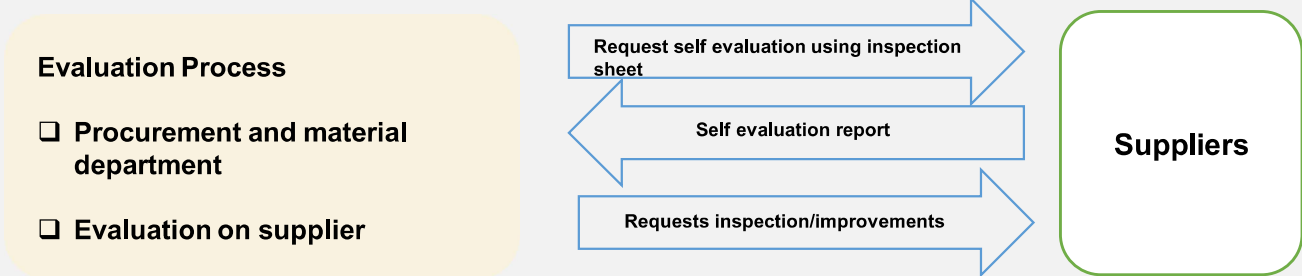 Evaluation Process
❑ Procurement and material
department
❑ Evaluation on supplier
Request self evaluation using inspection
sheet
Self evaluation report
Requests inspection/improvements
Suppliers